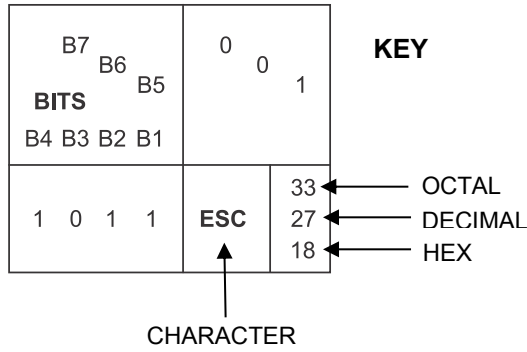 B7
B6
B5
BITS
B4 B3 B2 B1
0
0
1
KEY
1 0 1 1
ESC
33
27
18
OCTAL
DECIMAL
HEX
CHARACTER